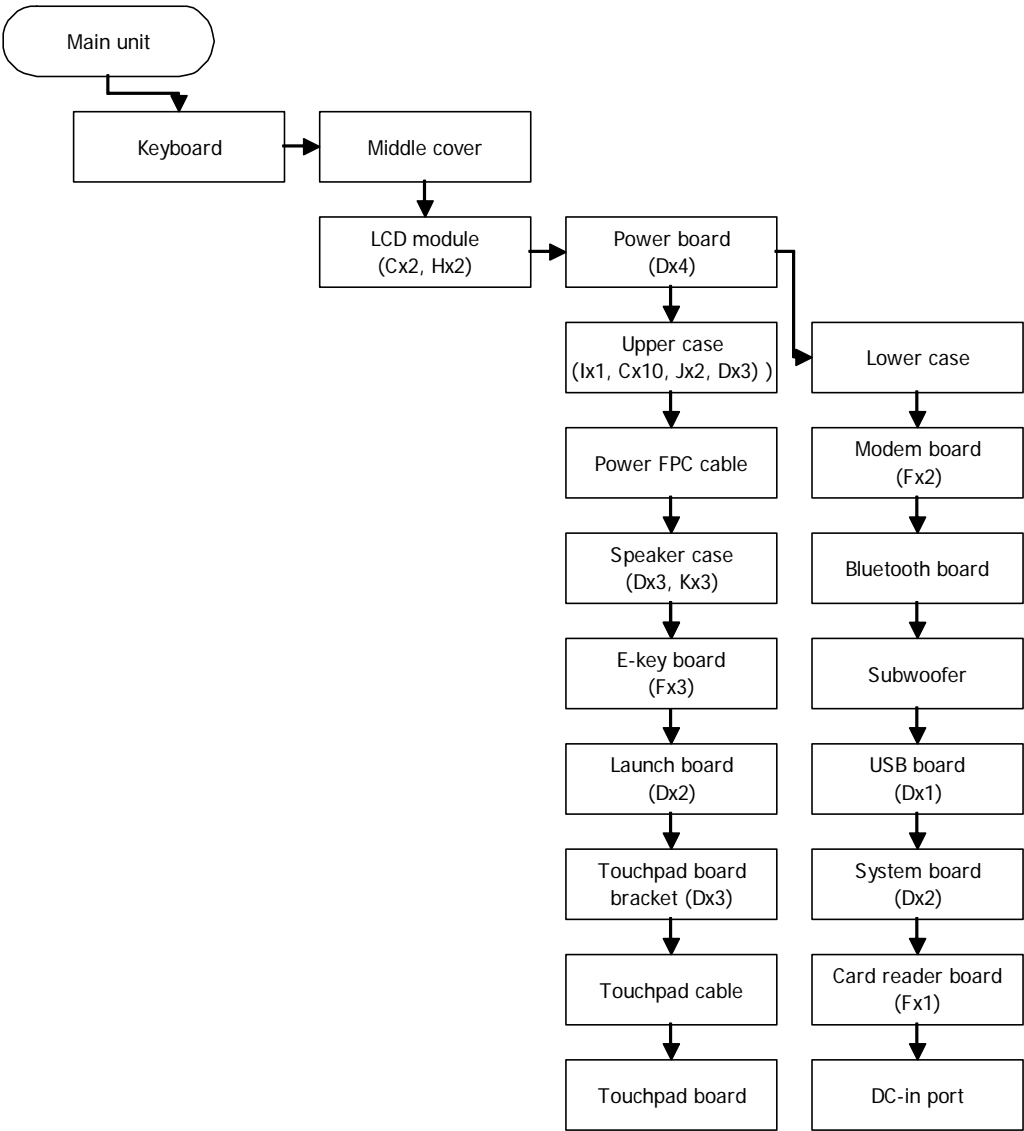 Main unit
Keyboard
Middle cover
LCD module
(Cx2, Hx2)
Power board
(Dx4)
Upper case
(Ix1, Cx10, Jx2, Dx3) )
Power FPC cable
Speaker case
(Dx3, Kx3)
E-key board
(Fx3)
Launch board
(Dx2)
Touchpad board
bracket (Dx3)
Touchpad cable
Touchpad board
Lower case
Modem board
(Fx2)
Bluetooth board
Subwoofer
USB board
(Dx1)
System board
(Dx2)
Card reader board
(Fx1)
DC-in port